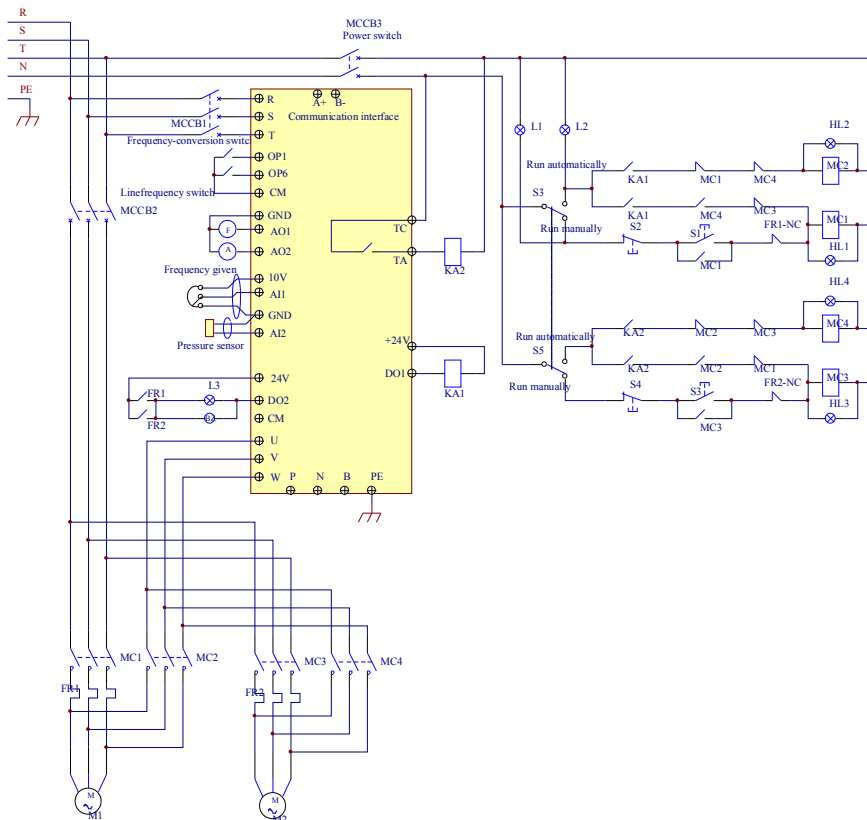 R
S
T
N
PE
MCCB3
Power switch
A+
B-
Communication interface
R
S
T
MCCB1
Frequency-conversion switc
OP1
OP6
CM
Linefrequency switch
MCCB2
GND
F
AO1
A
AO2
Frequency given
10V
AI1
GND
AI2
Pressure sensor
24V
FR1
L3
DO2
FR2
CM
U
V
W
P
N
B
PE
TC
TA
KA2
+24V
DO1
KA1
L1
L2
Run automatically
S3
Run manually
KA1
MC1
MC4
HL2
MC2
KA1
MC4
MC3
MC1
S2
S1
MC1
FR1-NC
HL1
HL4
Run automatically
S5
Run manually
KA2
MC2
MC3
MC4
KA2
MC2
MC1
MC3
S4
S3
MC3
FR2-NC
HL3
MC1
MC2
MC3
MC4
FR1
FR2
M
M1
M
M2